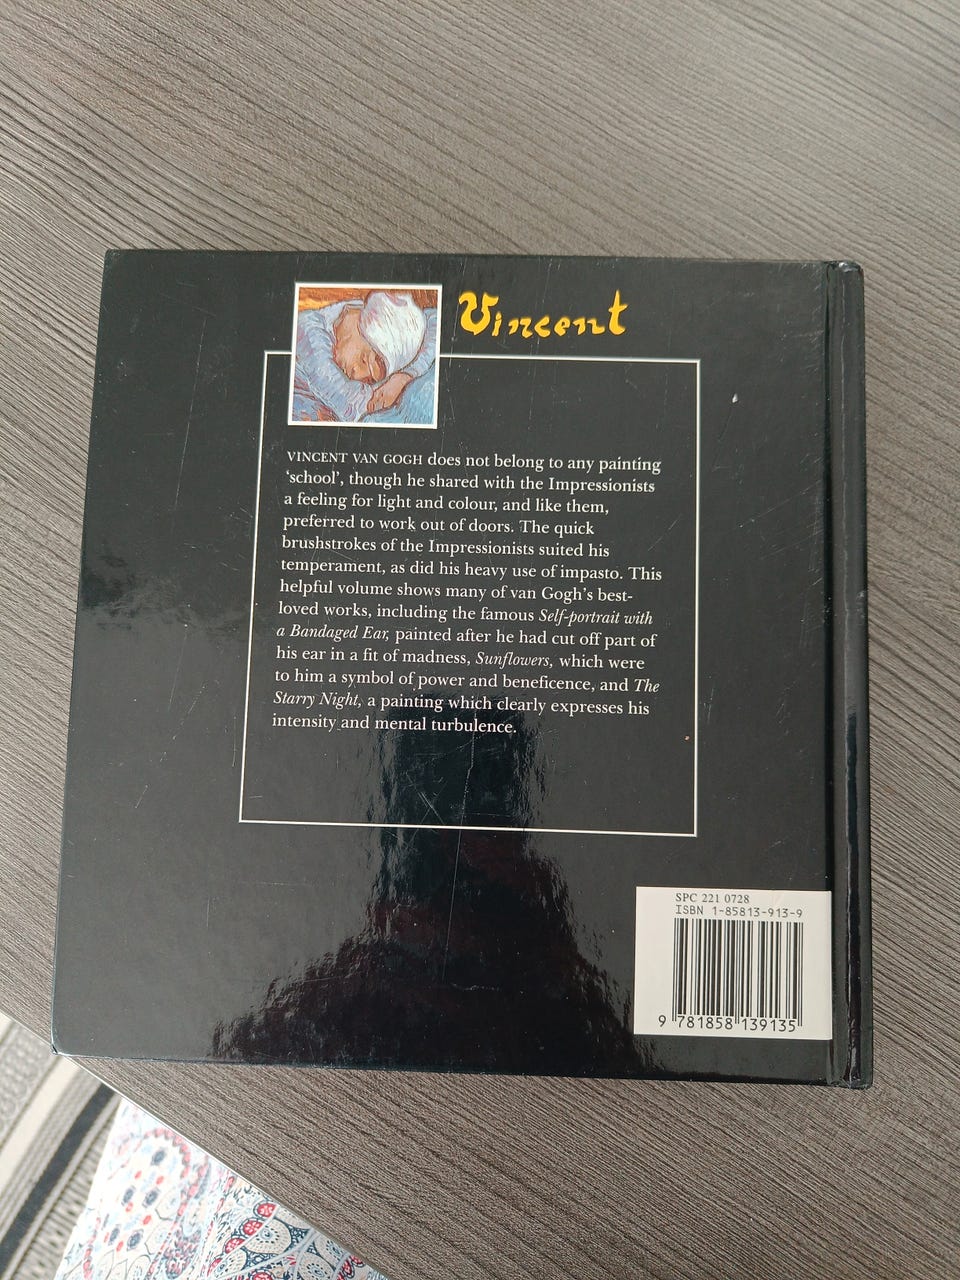 Vincent
VINCENT VAN GOGH does not belong to any painting
‘school’, though he shared with the Impressionists
a feeling for light and colour, and like them,
preferred to work out of doors. The quick
brushstrokes of the Impressionists suited his
temperament, as did his heavy use of impasto. This
helpful volume shows many of van Gogh’s best-
loved works, including the famous Self-portrait with
a Bandaged Ear, painted after he had cut off part of
his ear in a fit of madness, Sunflowers, which were
to him a symbol of power and beneficence, and The
Starry Night, a painting which clearly expresses his
intensity and mental turbulence.
SPC 221 0728
ISBN 1-85813-913-9
9 781858 139135